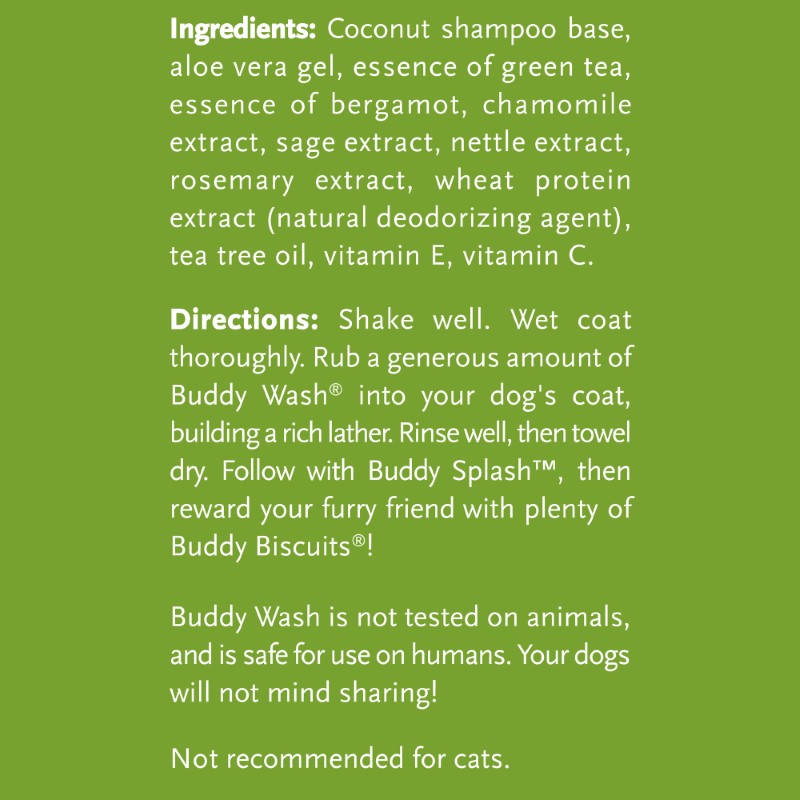 Ingredients: Coconut shampoo base,
aloe vera gel, essence of green tea,
essence of bergamot, chamomile
extract, sage extract, nettle extract,
rosemary extract, wheat protein
extract (natural deodorizing agent),
tea tree oil, vitamin E, vitamin C.
Directions: Shake well. Wet coat
thoroughly. Rub a generous amount of
Buddy Wash® into your dog's coat,
building a rich lather. Rinse well, then towel
dry. Follow with Buddy Splash™, then
reward your furry friend with plenty of
Buddy Biscuits®!
Buddy Wash is not tested on animals,
and is safe for use on humans. Your dogs
will not mind sharing!
Not recommended for cats.